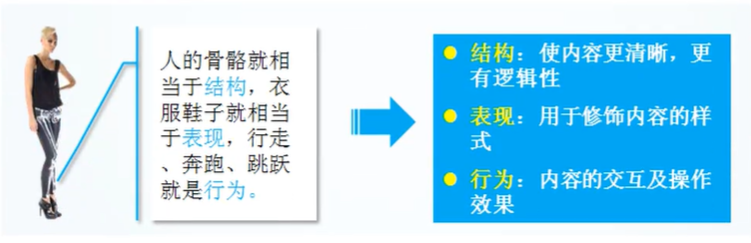 人的骨骼就相
当于结构，衣
服鞋子就相当
于表现，行走
、奔跑、跳跃
就是行为。
结构：使内容更清晰，更
有逻辑性
表现：用于修饰内容的样
式
行为：内容的交互及操作
效果